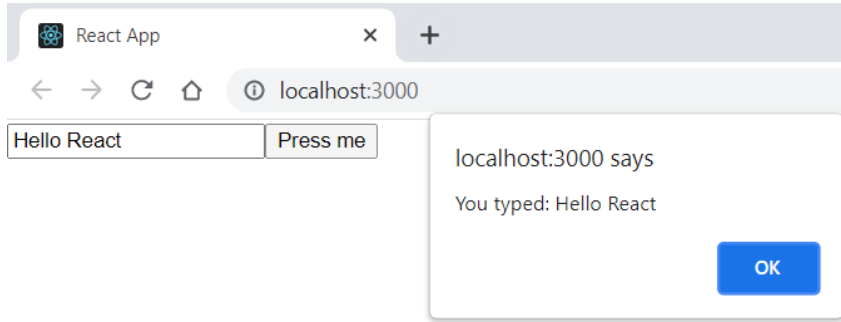 React App
localhost:3000
Hello React Press me
localhost:3000 says
You typed: Hello React
OK